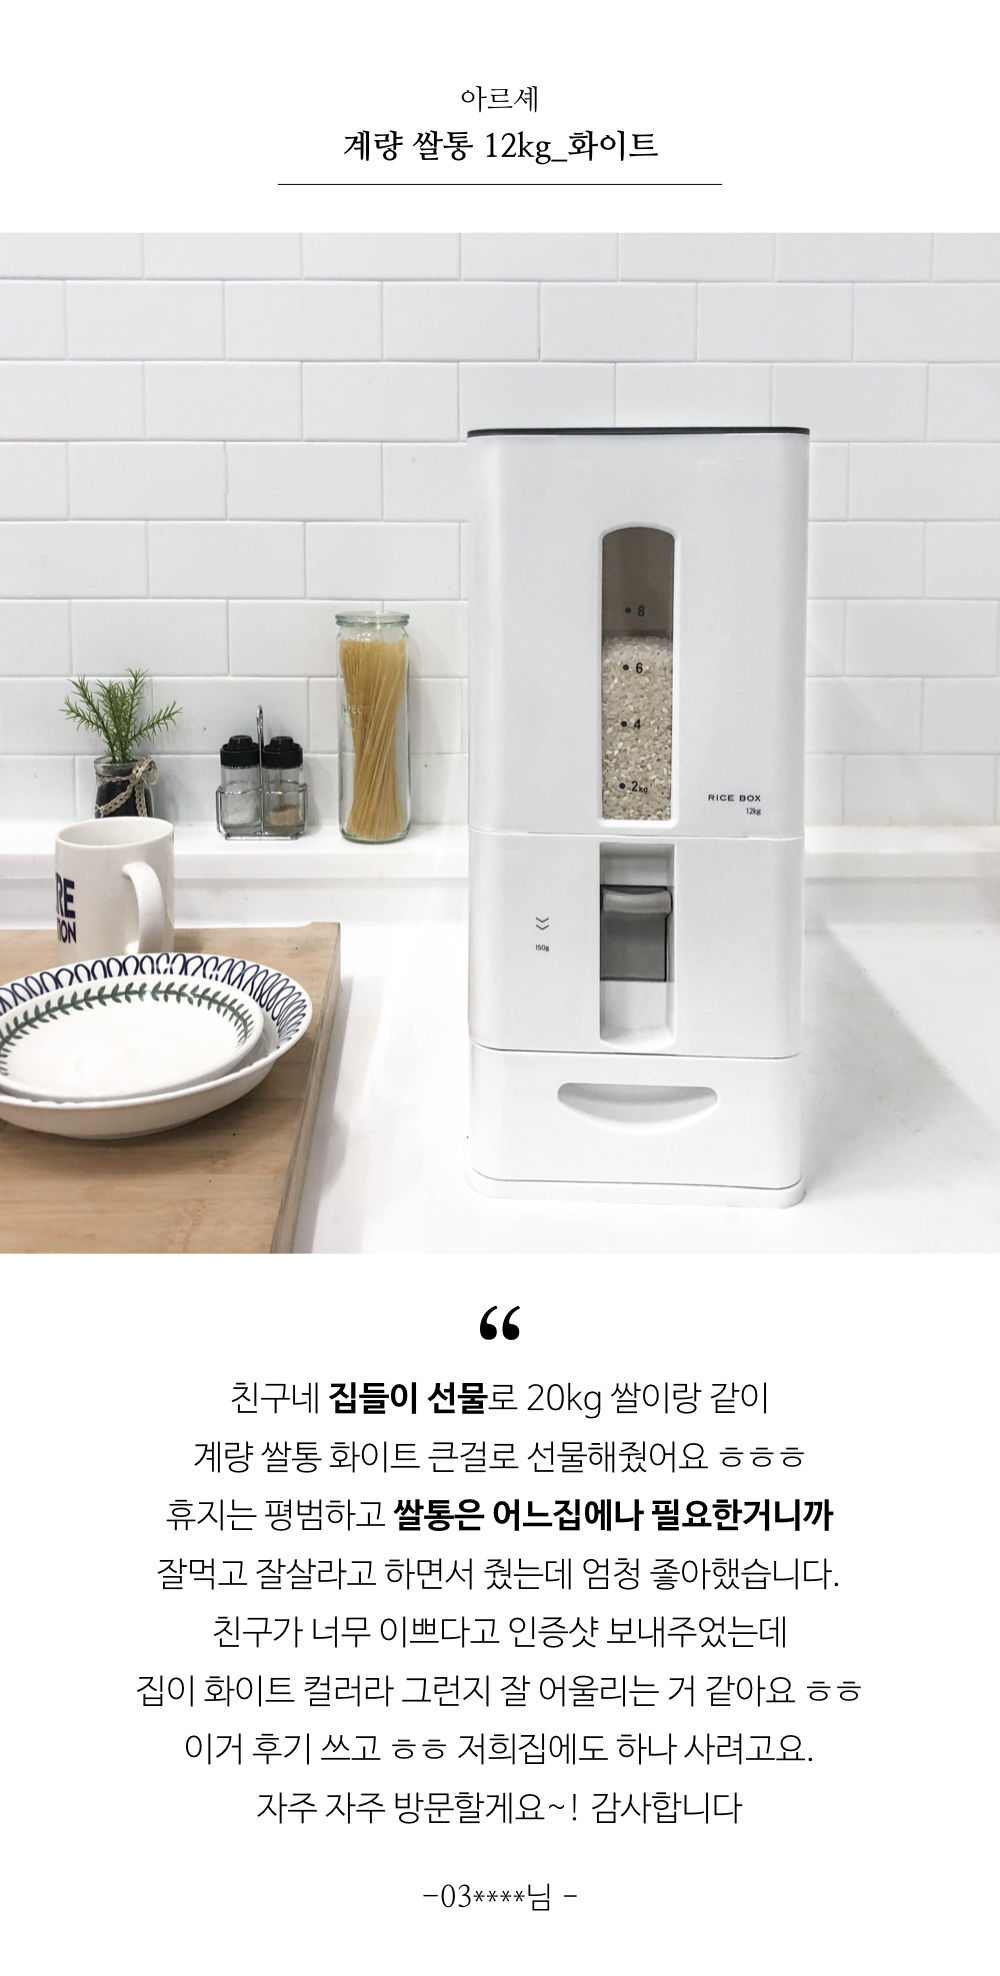 아르셰
계량 쌀통 12kg_화이트
8
6
4
2kg
RICE BOX
12kg
150g
RE
TION
“
친구네 집들이 선물로 20kg 쌀이랑 같이
계량 쌀통 화이트 큰걸로 선물해줬어요 ㅎㅎㅎ
휴지는 평범하고 쌀통은 어느집에나 필요한거니까
잘먹고 잘살라고 하면서 줬는데 엄청 좋아했습니다.
친구가 너무 이쁘다고 인증샷 보내주었는데
집이 화이트 컬러라 그런지 잘 어울리는 거 같아요 ㅎㅎ
이거 후기 쓰고 ㅎㅎ 저희집에도 하나 사려고요.
자주 자주 방문할게요~! 감사합니다
-03****님 -